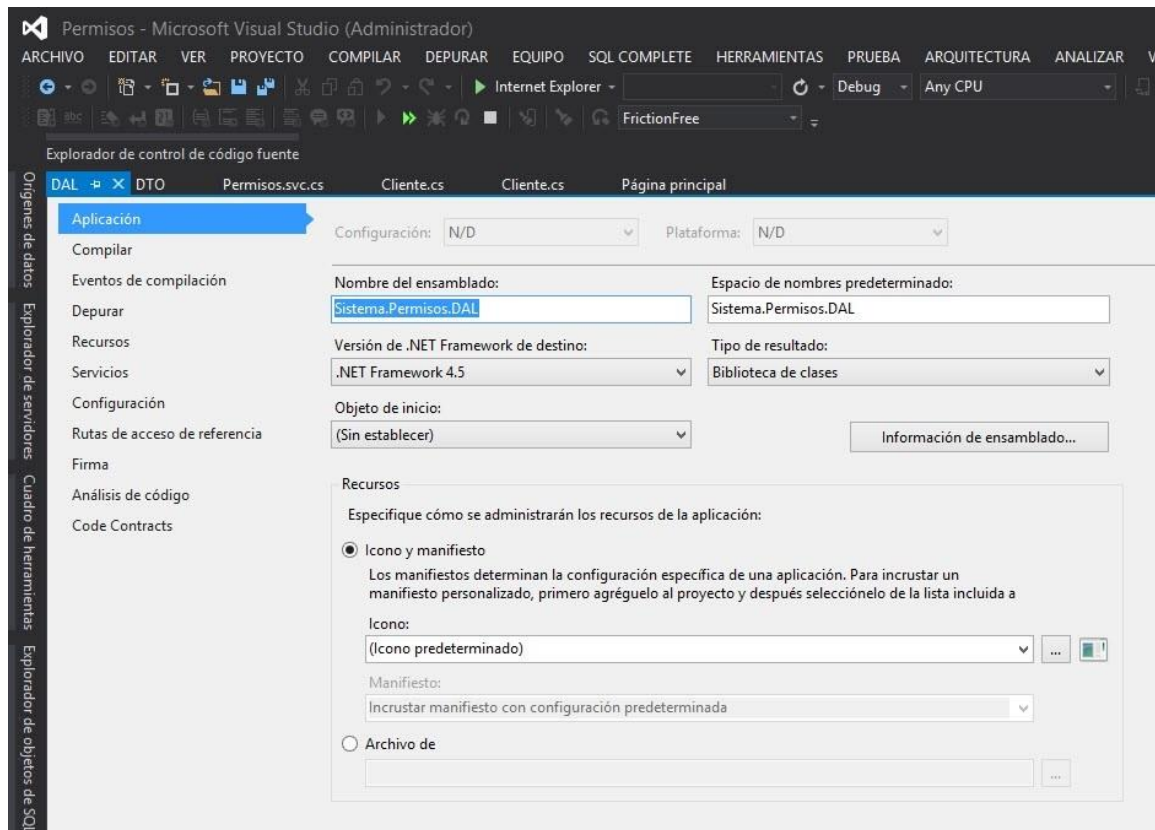 Permisos - Microsoft Visual Studio (Administrador)
ARCHIVO EDITAR VER PROYECTO COMPILAR DEPURAR EQUIPO SQL COMPLETE HERRAMIENTAS PRUEBA ARQUITECTURA ANALIZAR V
Internet Explorer Debug Any CPU
abc FrictionFree
Explorador de control de código fuente
DAL DTO Permisos.svc.cs Cliente.cs Cliente.cs Página principal
Orígenes de datos
Explorador de servidores
Cuadro de herramientas
Explorador de objetos de SQL
Aplicación
Compilar
Eventos de compilación
Depurar
Recursos
Servicios
Configuración
Rutas de acceso de referencia
Firma
Análisis de código
Code Contracts
Configuración: N/D Plataforma: N/D
Nombre del ensamblado: Espacio de nombres predeterminado:
Sistema.Permisos.DAL Sistema.Permisos.DAL
Versión de .NET Framework de destino: Tipo de resultado:
.NET Framework 4.5 Biblioteca de clases
Objeto de inicio:
(Sin establecer) Información de ensamblado...
Recursos
Especifique cómo se administrarán los recursos de la aplicación:
Icono y manifiesto
Los manifiestos determinan la configuración específica de una aplicación. Para incrustar un
manifiesto personalizado, primero agréguelo al proyecto y después selecciónelo de la lista incluida a
Icono:
(Icono predeterminado) ...
Manifiesto:
Incrustar manifiesto con configuración predeterminada
Archivo de
...